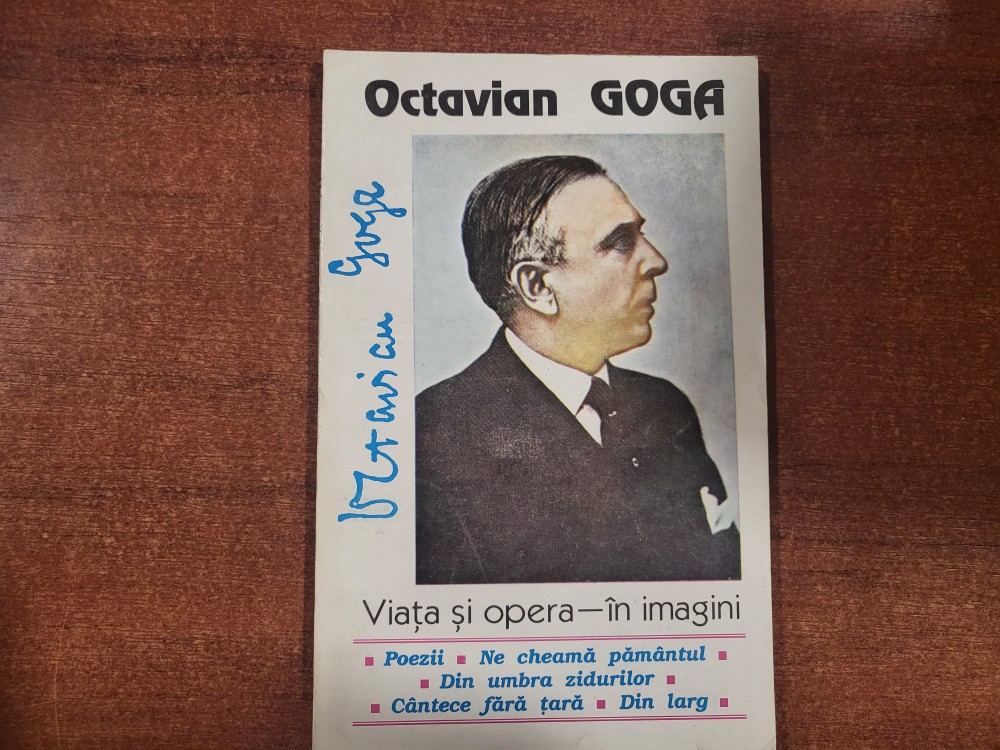 Octavian GOGA
Octavian Goga
Viața și opera—în imagini
▪ Poezii ▪ Ne cheamă pământul ▪
▪ Din umbra zidurilor ▪
▪ Cântece fără țară ▪ Din larg ▪